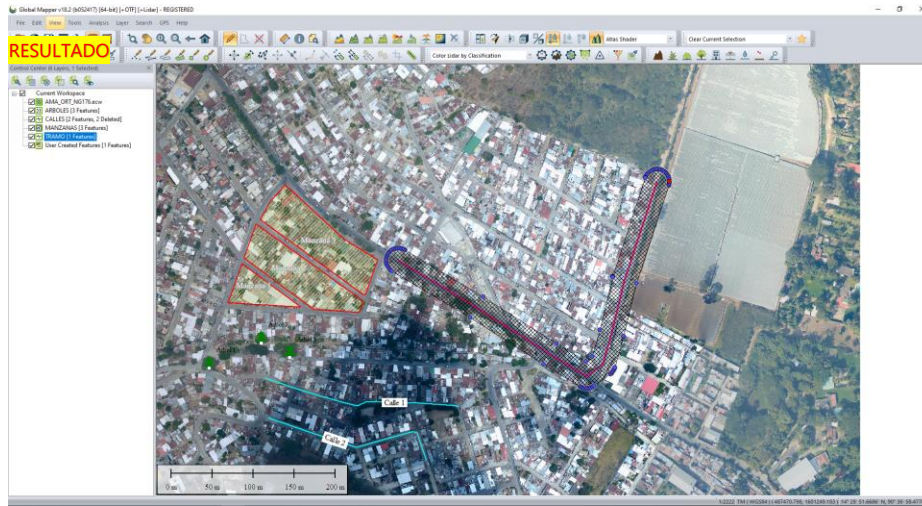 Global Mapper v18.2 (b052417) [64-bit] [+OTF] [+Lidar] - REGISTERED
File Edit View Tools Analysis Layer Search GPS Help
Atlas Shader
Clear Current Selection
RESULTADO
Color Lidar by Classification
Control Center (6 Layers, 1 Selected)
Current Workspace
AMA_ORT_NG176.ecw
ARBOLES [3 Features]
CALLES [2 Features, 2 Deleted]
MANZANAS [3 Features]
TRAMO [1 Features]
User Created Features [1 Features]
Calle 1
Calle 2
0 m 50 m 100 m 150 m 200 m